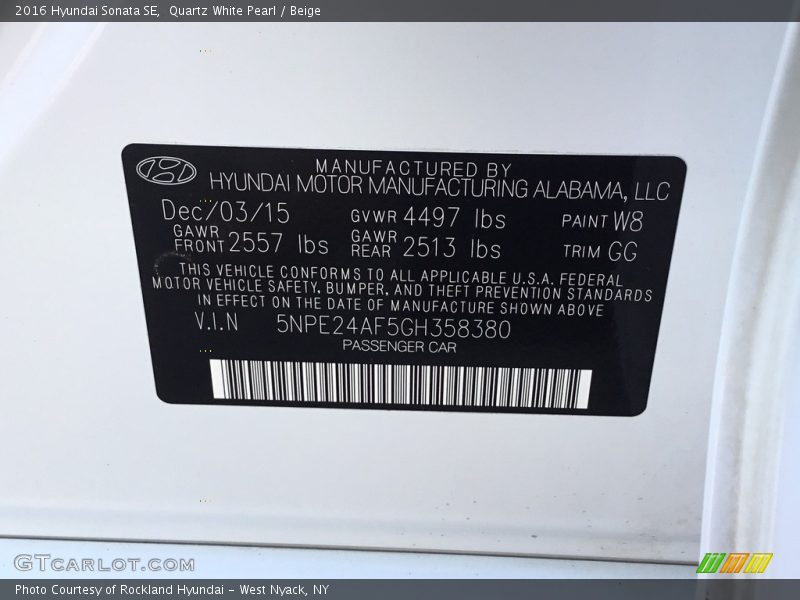 2016 Hyundai Sonata SE, Quartz White Pearl / Beige
MANUFACTURED BY
HYUNDAI MOTOR MANUFACTURING ALABAMA, LLC
Dec/03/15 GVWR 4497 lbs PAINT W8
GAWR FRONT 2557 lbs GAWR REAR 2513 lbs TRIM GG
THIS VEHICLE CONFORMS TO ALL APPLICABLE U.S.A. FEDERAL
MOTOR VEHICLE SAFETY, BUMPER, AND THEFT PREVENTION STANDARDS
IN EFFECT ON THE DATE OF MANUFACTURE SHOWN ABOVE
V.I.N 5NPE24AF5GH358380
PASSENGER CAR
GTCARLOT.COM
Photo Courtesy of Rockland Hyundai - West Nyack, NY